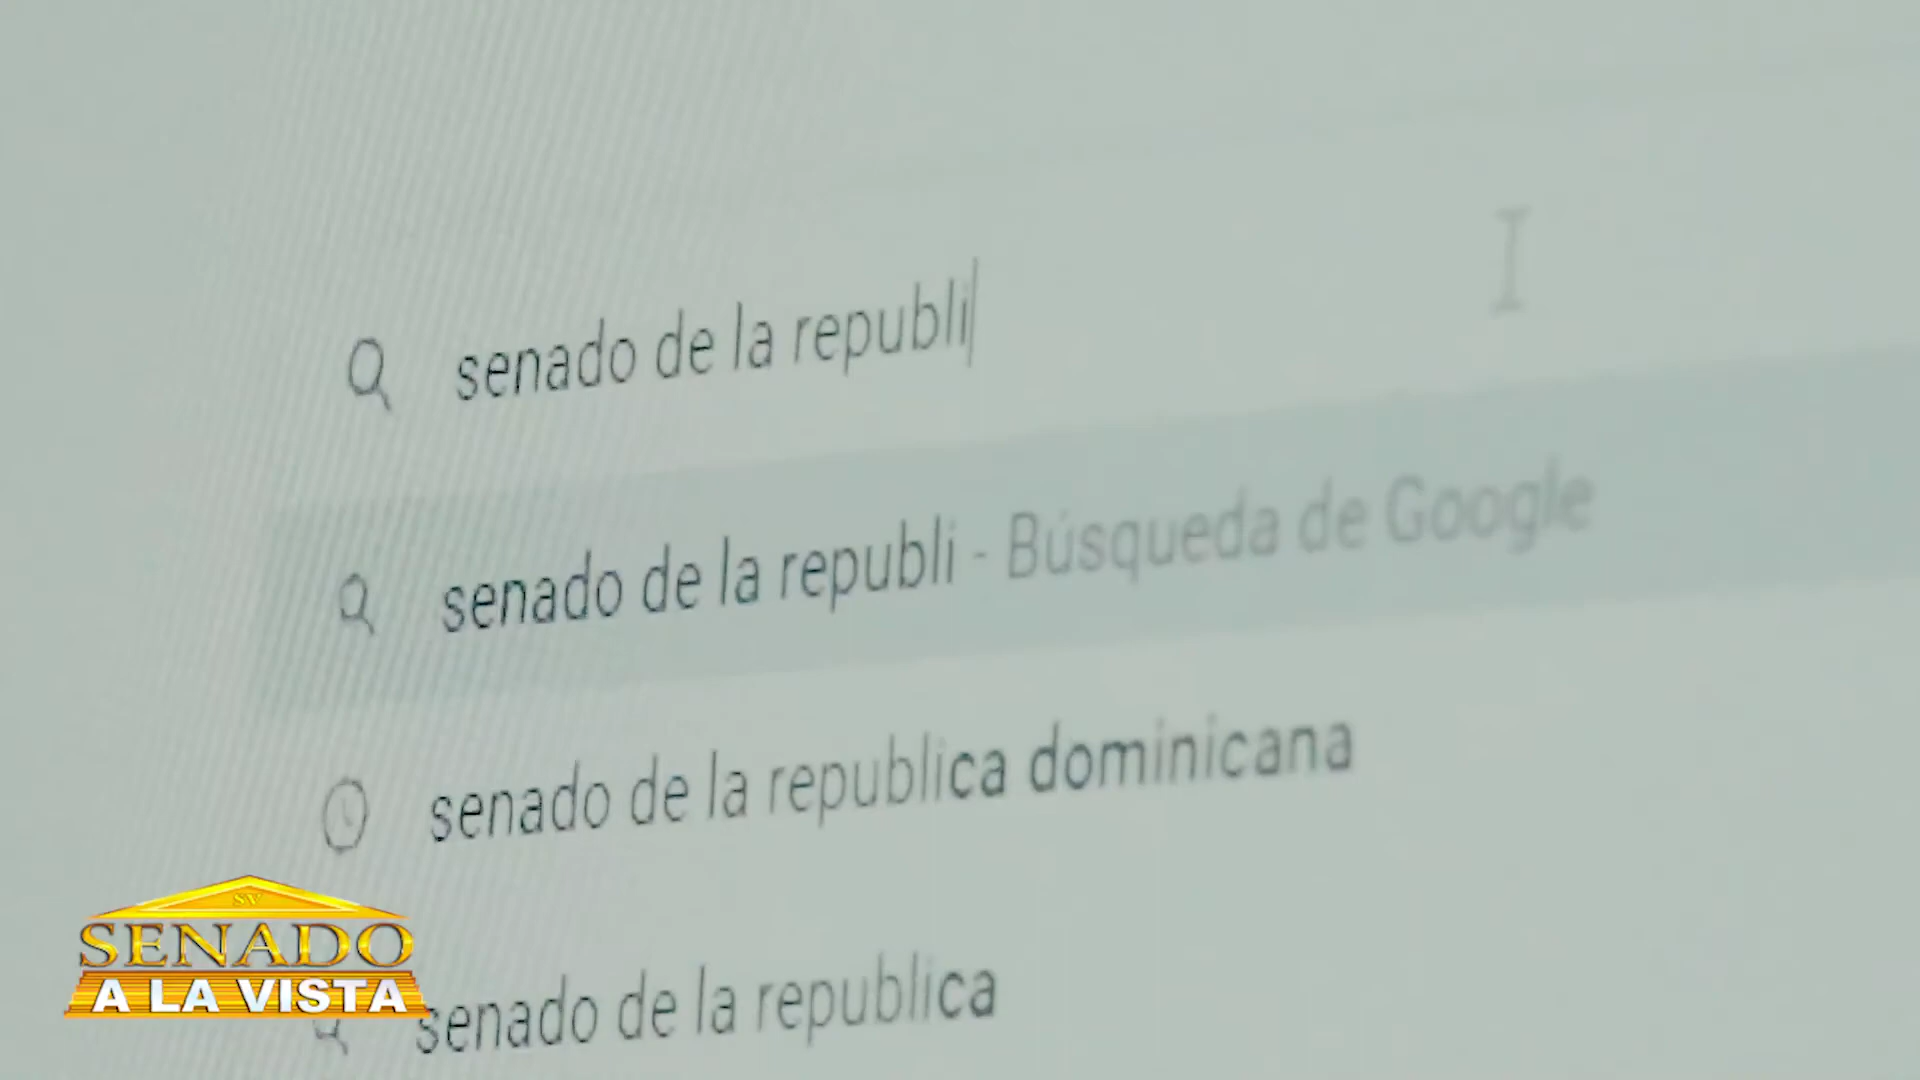 senado de la republi
senado de la republi - Búsqueda de Google
senado de la republica dominicana
senado de la republica
SV
SENADO
A LA VISTA